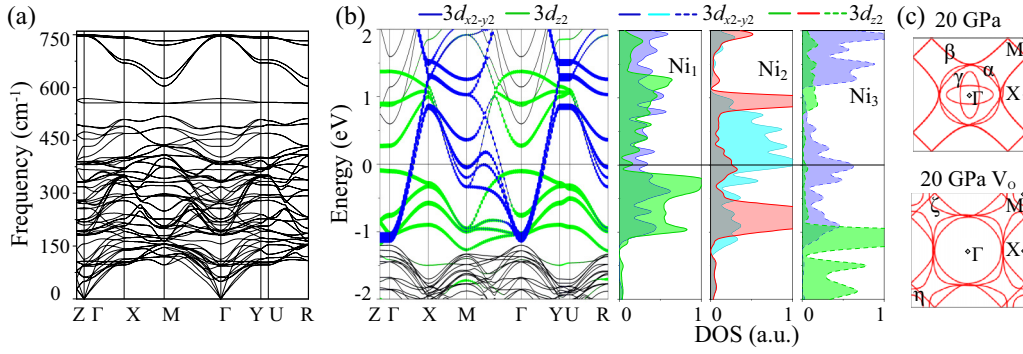 (a)
Frequency (cm-1)
750
600
450
300
150
0
Z Γ X M Γ Y U R
(b)
3dx2-y2 3dz2
3dx2-y2 3dz2
Energy (eV)
2
1
0
-1
-2
Z Γ X M Γ Y U R
Ni1
Ni2
Ni3
0 1 0 1 0 1
DOS (a.u.)
(c)
20 GPa
β M
γ α
Γ X
20 GPa VO
ζ M
Γ X
η